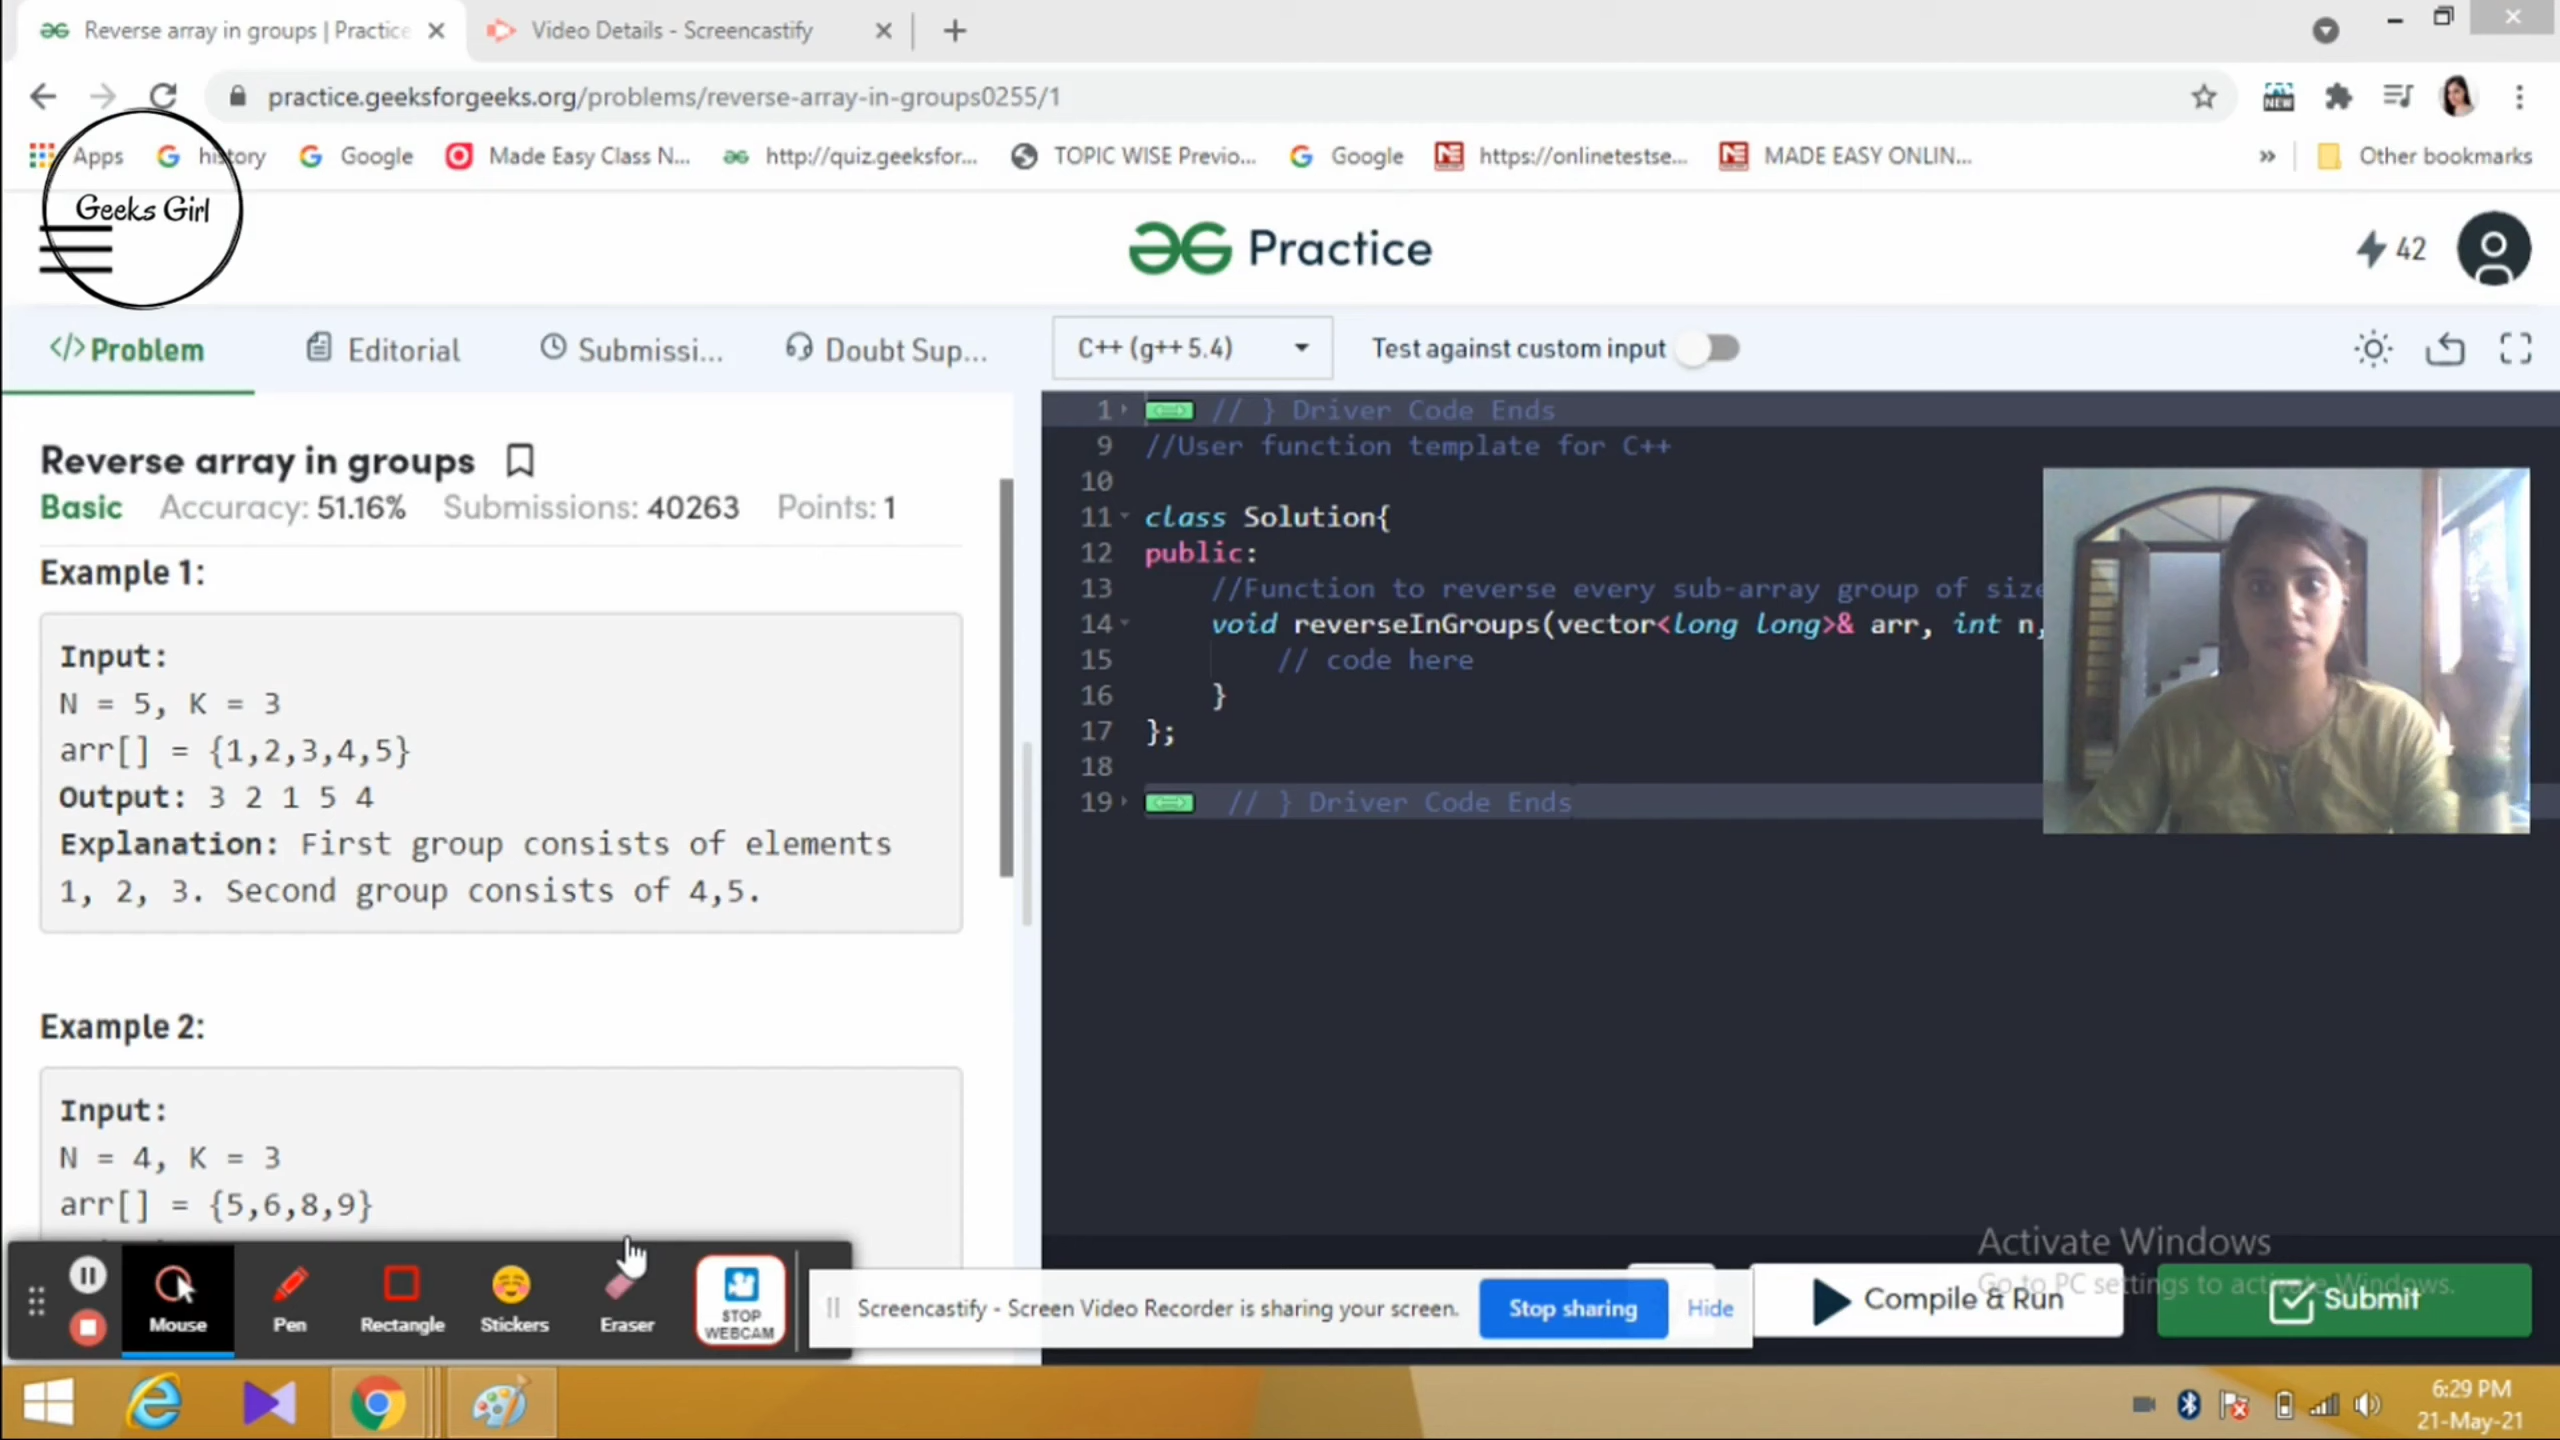 Reverse array in groups | Practice
Video Details - Screencastify
practice.geeksforgeeks.org/problems/reverse-array-in-groups0255/1
NEW
Apps
history
Google
Made Easy Class N...
http://quiz.geeksfor...
TOPIC WISE Previo...
Google
https://onlinetestse...
MADE EASY ONLIN...
»
Other bookmarks
Geeks Girl
Practice
42
</> Problem
Editorial
Submissi...
Doubt Sup...
C++ (g++ 5.4)
Test against custom input
Reverse array in groups
Basic Accuracy: 51.16% Submissions: 40263 Points: 1
Example 1:
Input:
N = 5, K = 3
arr[] = {1,2,3,4,5}
Output: 3 2 1 5 4
Explanation: First group consists of elements
1, 2, 3. Second group consists of 4,5.
Example 2:
Input:
N = 4, K = 3
arr[] = {5,6,8,9}
1 // } Driver Code Ends
9 //User function template for C++
10
11 class Solution{
12 public:
13 //Function to reverse every sub-array group of size
14 void reverseInGroups(vector<long long>& arr, int n,
15 // code here
16 }
17 };
18
19 // } Driver Code Ends
Activate Windows
Go to PC settings to activate Windows.
Compile & Run
Submit
Mouse
Pen
Rectangle
Stickers
Eraser
STOP
WEBCAM
Screencastify - Screen Video Recorder is sharing your screen.
Stop sharing
Hide
6:29 PM
21-May-21